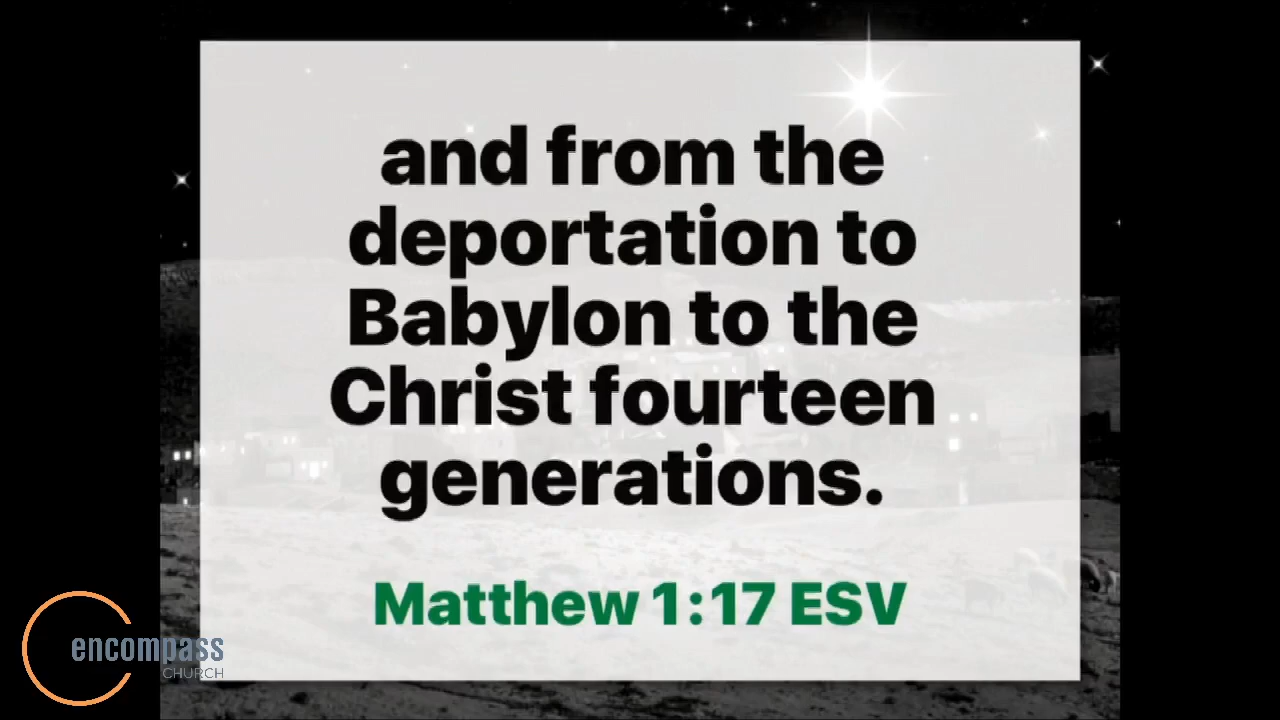 and from the
deportation to
Babylon to the
Christ fourteen
generations.
Matthew 1:17 ESV
encompass
CHURCH